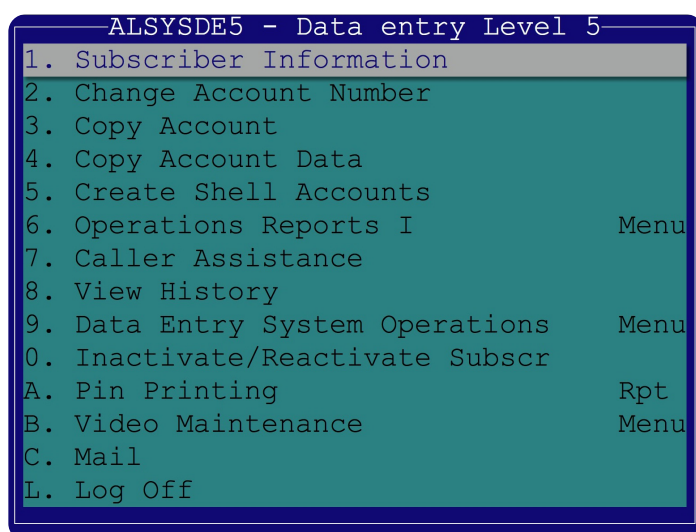 ALSYSDE5 - Data entry Level 5
1. Subscriber Information
2. Change Account Number
3. Copy Account
4. Copy Account Data
5. Create Shell Accounts
6. Operations Reports I Menu
7. Caller Assistance
8. View History
9. Data Entry System Operations Menu
0. Inactivate/Reactivate Subscr
A. Pin Printing Rpt
B. Video Maintenance Menu
C. Mail
L. Log Off